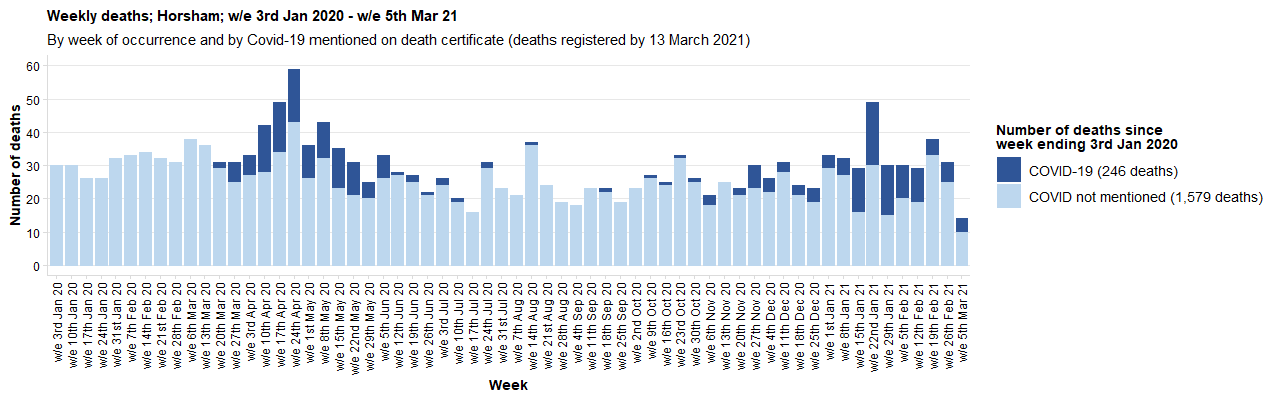 Weekly deaths; Horsham; w/e 3rd Jan 2020 - w/e 5th Mar 21
By week of occurrence and by Covid-19 mentioned on death certificate (deaths registered by 13 March 2021)
Number of deaths
60
50
40
30
20
10
0
w/e 3rd Jan 20
w/e 10th Jan 20
w/e 17th Jan 20
w/e 24th Jan 20
w/e 31st Jan 20
w/e 7th Feb 20
w/e 14th Feb 20
w/e 21st Feb 20
w/e 28th Feb 20
w/e 6th Mar 20
w/e 13th Mar 20
w/e 20th Mar 20
w/e 27th Mar 20
w/e 3rd Apr 20
w/e 10th Apr 20
w/e 17th Apr 20
w/e 24th Apr 20
w/e 1st May 20
w/e 8th May 20
w/e 15th May 20
w/e 22nd May 20
w/e 29th May 20
w/e 5th Jun 20
w/e 12th Jun 20
w/e 19th Jun 20
w/e 26th Jun 20
w/e 3rd Jul 20
w/e 10th Jul 20
w/e 17th Jul 20
w/e 24th Jul 20
w/e 31st Jul 20
w/e 7th Aug 20
w/e 14th Aug 20
w/e 21st Aug 20
w/e 28th Aug 20
w/e 4th Sep 20
w/e 11th Sep 20
w/e 18th Sep 20
w/e 25th Sep 20
w/e 2nd Oct 20
w/e 9th Oct 20
w/e 16th Oct 20
w/e 23rd Oct 20
w/e 30th Oct 20
w/e 6th Nov 20
w/e 13th Nov 20
w/e 20th Nov 20
w/e 27th Nov 20
w/e 4th Dec 20
w/e 11th Dec 20
w/e 18th Dec 20
w/e 25th Dec 20
w/e 1st Jan 21
w/e 8th Jan 21
w/e 15th Jan 21
w/e 22nd Jan 21
w/e 29th Jan 21
w/e 5th Feb 21
w/e 12th Feb 21
w/e 19th Feb 21
w/e 26th Feb 21
w/e 5th Mar 21
Week
Number of deaths since
week ending 3rd Jan 2020
COVID-19 (246 deaths)
COVID not mentioned (1,579 deaths)